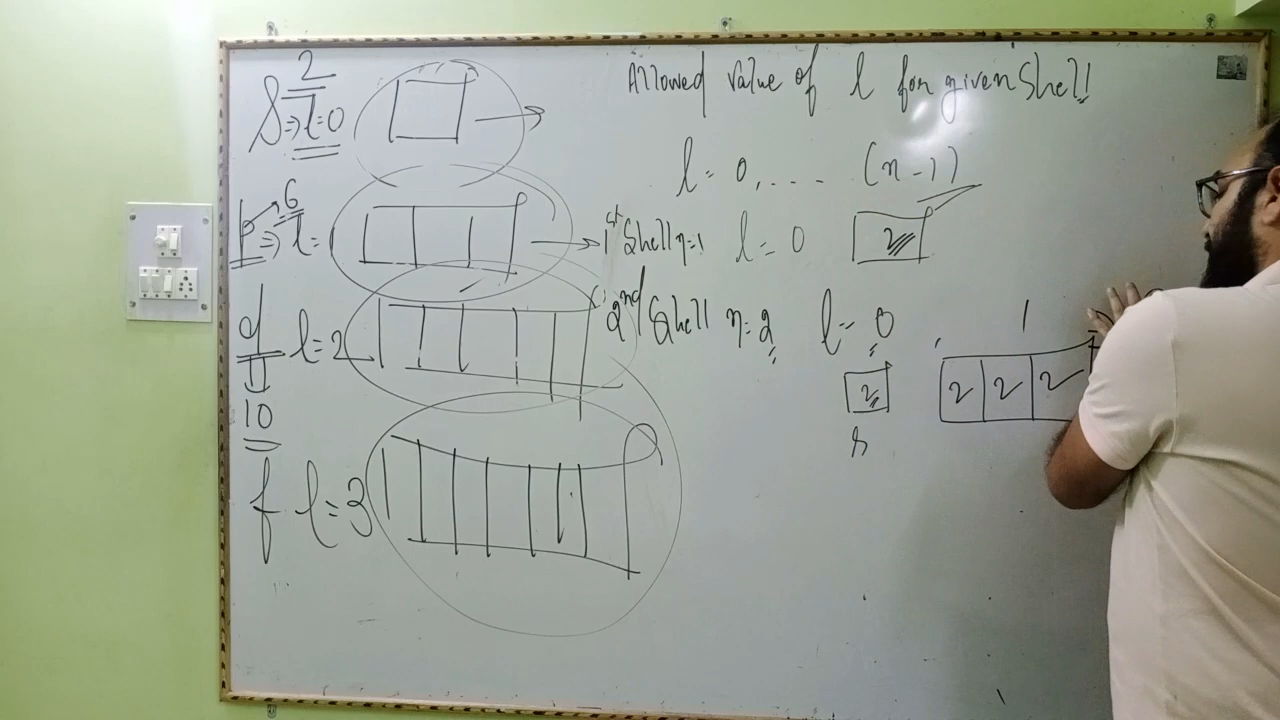 2
S ⇒ l=0
Allowed value of l for given shell
l = 0, .... (n-1)
6
p ⇒ l=1
1st Shell n=1 l = 0 2
d l=2
10
2nd Shell n=2 l = 0 , 1
2 2 2 2
s
f l=3